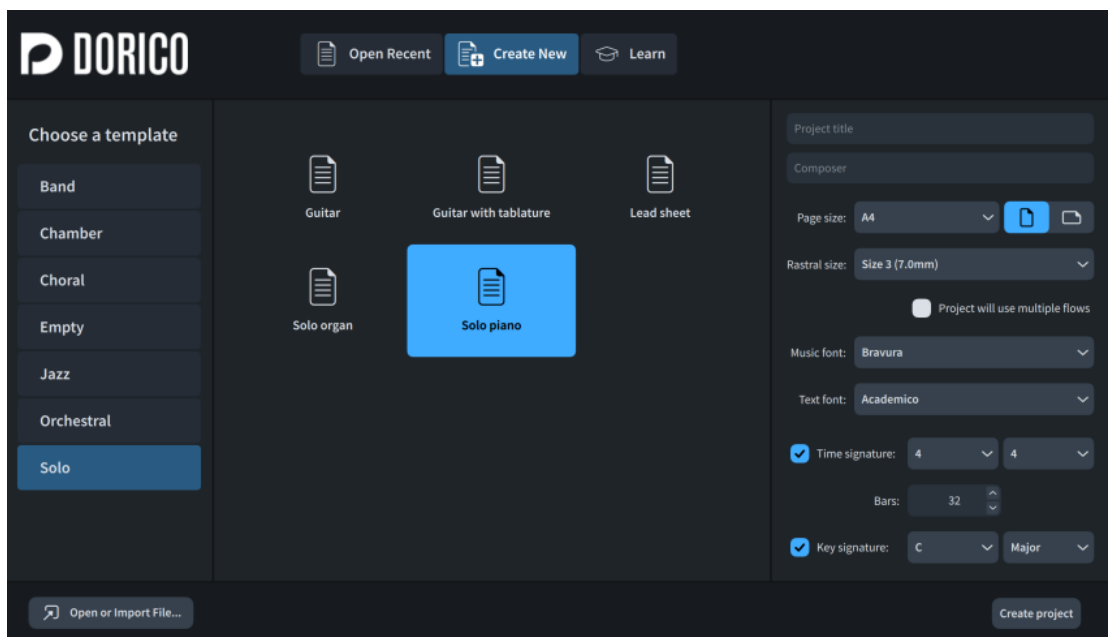 DORICO
Open Recent
Create New
Learn
Choose a template
Band
Chamber
Choral
Empty
Jazz
Orchestral
Solo
Guitar
Guitar with tablature
Lead sheet
Solo organ
Solo piano
Project title
Composer
Page size: A4
Rastral size: Size 3 (7.0mm)
Project will use multiple flows
Music font: Bravura
Text font: Academico
Time signature: 4 4
Bars: 32
Key signature: C Major
Open or Import File...
Create project